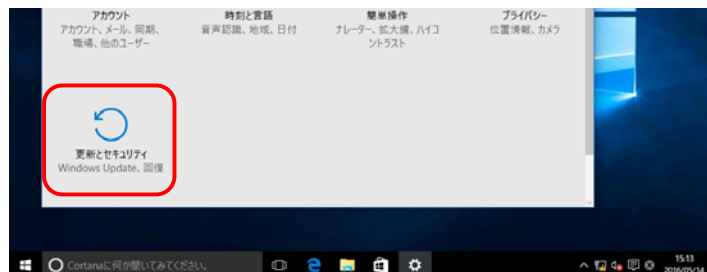 アカウント
アカウント、メール、同期、
職場、他のユーザー
時刻と言語
音声認識、地域、日付
簡単操作
ナレーター、拡大鏡、ハイコ
ントラスト
プライバシー
位置情報、カメラ
更新とセキュリティ
Windows Update、回復
Cortanaに何か聞いてみてください。
15:13
2016/05/14